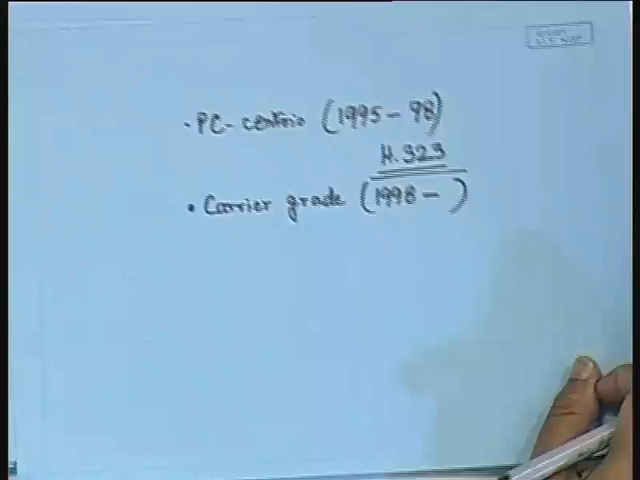 · PC-centric (1995-98)
H.323
· Carrier grade (1998- )